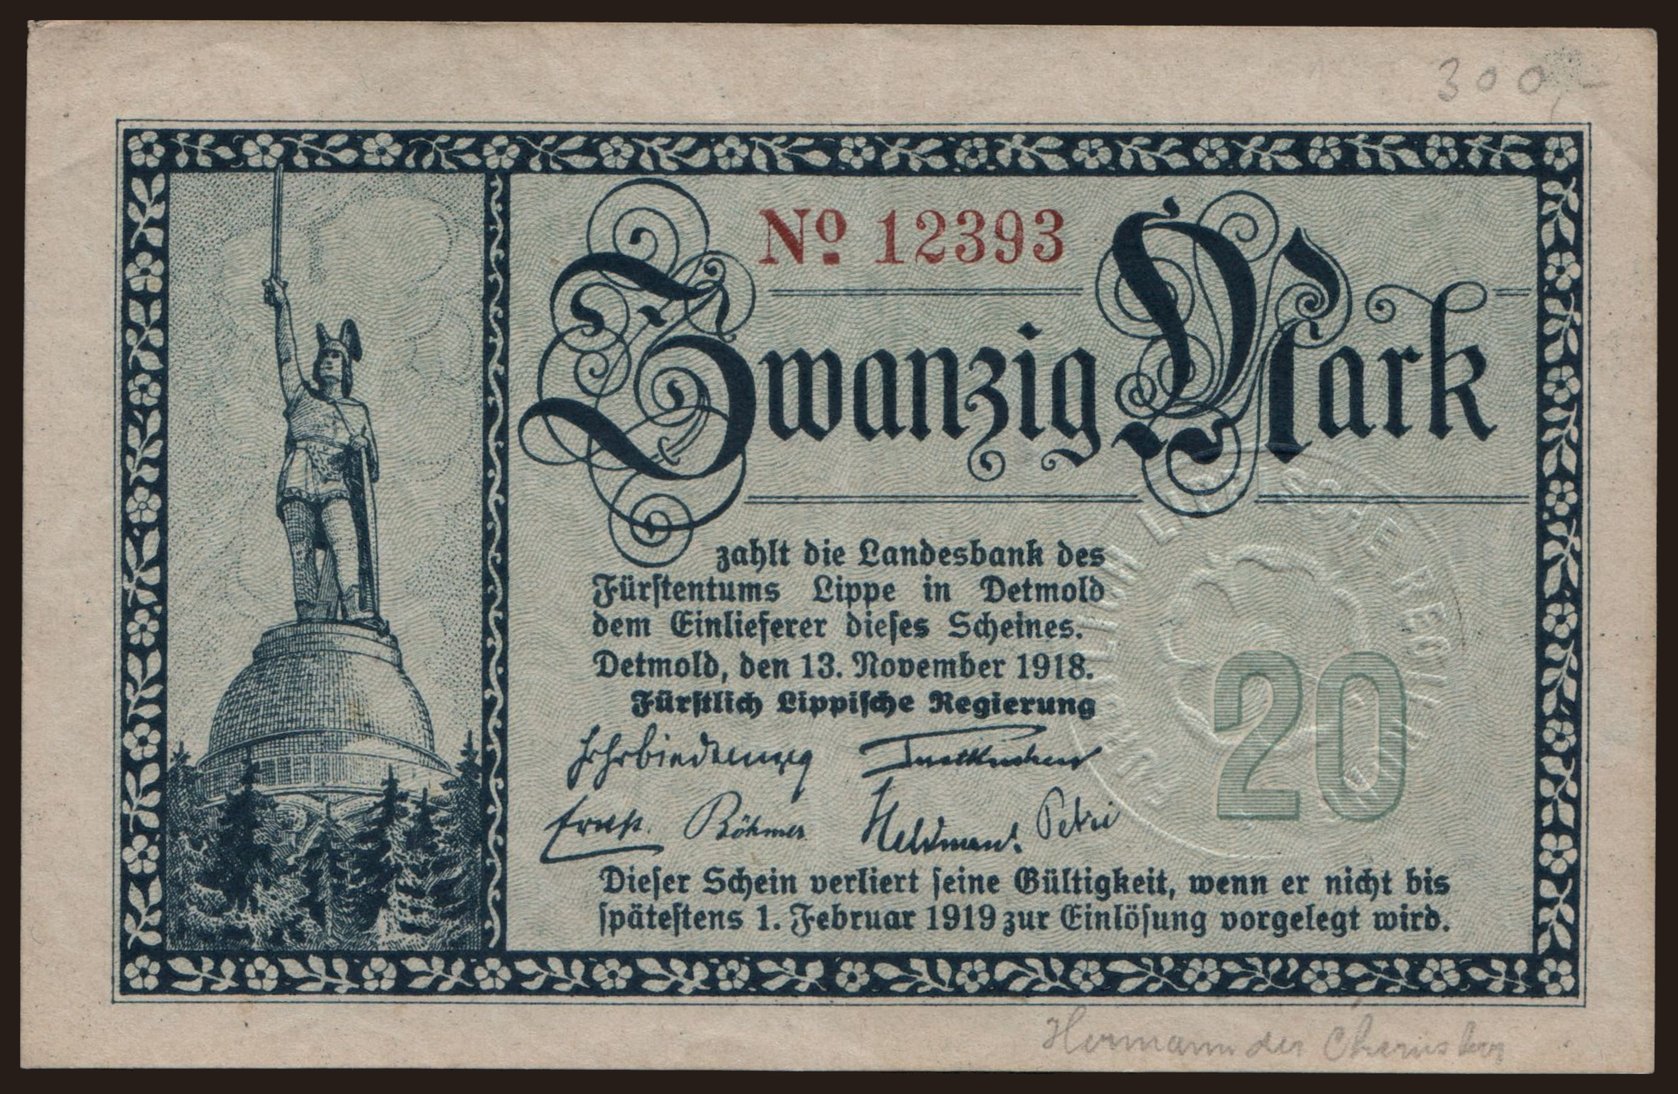 300,-
No 12393
Zwanzig Mark
zahlt die Landesbank des
Fürstentums Lippe in Detmold
dem Einlieferer dieses Scheines.
Detmold, den 13. November 1918.
Fürstlich Lippische Regierung
Böhmer Petri
20
Dieser Schein verliert seine Gültigkeit, wenn er nicht bis
spätestens 1. Februar 1919 zur Einlösung vorgelegt wird.
Hermann der Cherusker